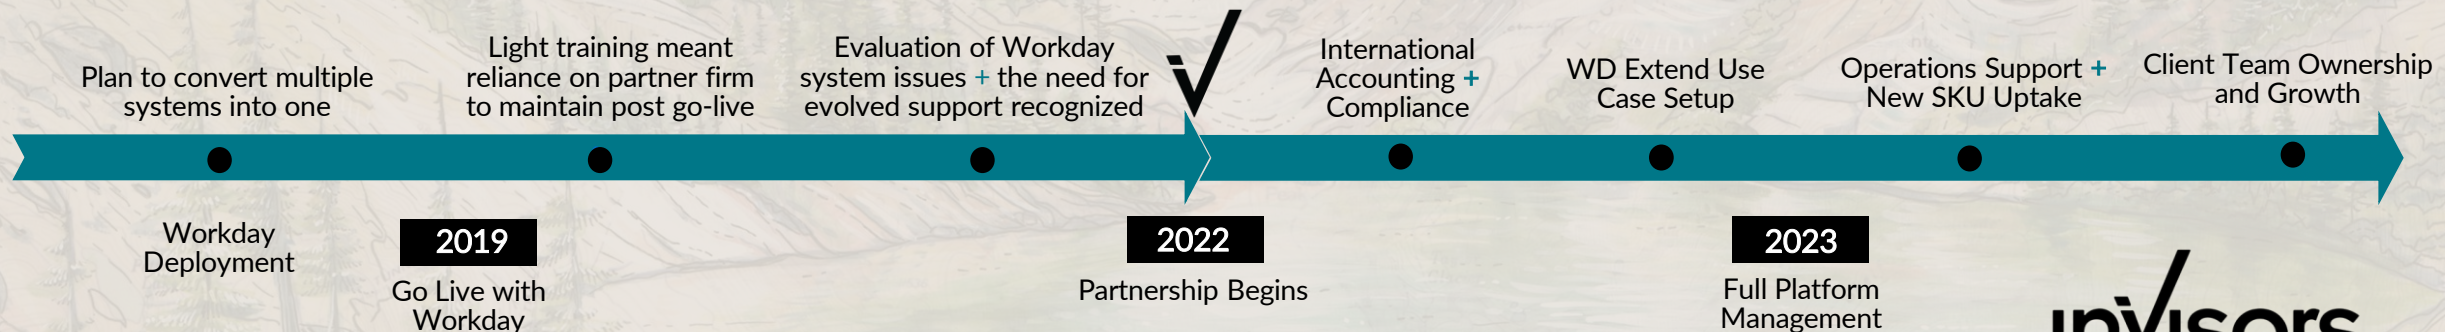 Plan to convert multiple
systems into one
Light training meant
reliance on partner firm
to maintain post go-live
Evaluation of Workday
system issues + the need for
evolved support recognized
International
Accounting +
Compliance
WD Extend Use
Case Setup
Operations Support +
New SKU Uptake
Client Team Ownership
and Growth
Workday
Deployment
2019
Go Live with
Workday
2022
Partnership Begins
2023
Full Platform
Management
invisors